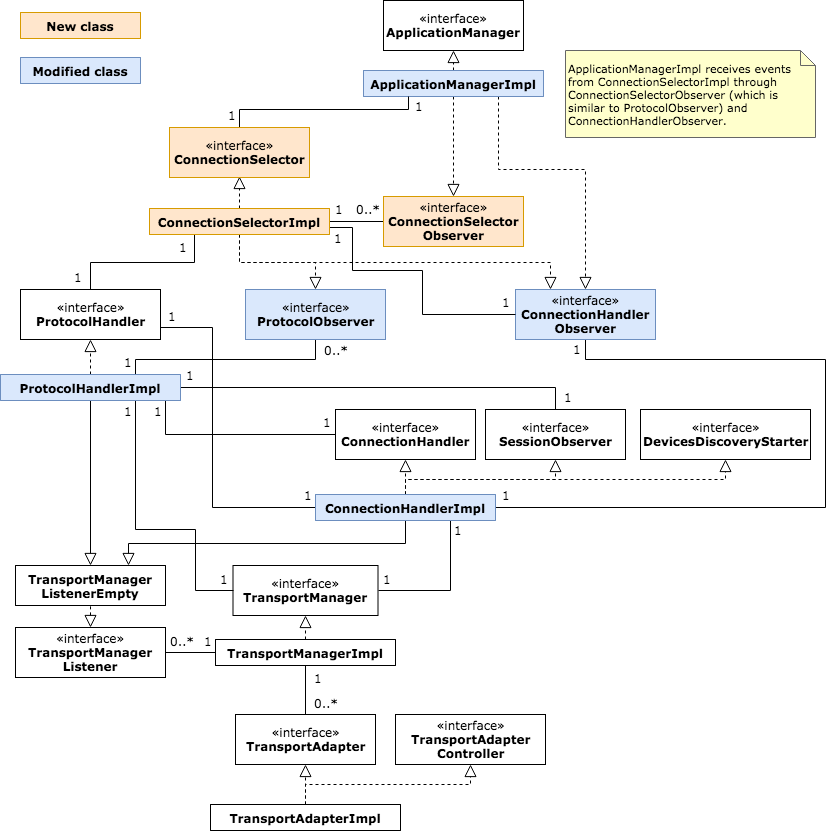 New class
Modified class
«interface»
ApplicationManager
ApplicationManagerImpl
ApplicationManagerImpl receives events
from ConnectionSelectorImpl through
ConnectionSelectorObserver (which is
similar to ProtocolObserver) and
ConnectionHandlerObserver.
1
1
«interface»
ConnectionSelector
ConnectionSelectorImpl
1
0..*
«interface»
ConnectionSelector
Observer
1
1
1
«interface»
ProtocolHandler
1
«interface»
ProtocolObserver
1
«interface»
ConnectionHandler
Observer
1
0..*
1
ProtocolHandlerImpl
1
1
1
1
1
«interface»
ConnectionHandler
«interface»
SessionObserver
«interface»
DevicesDiscoveryStarter
1
ConnectionHandlerImpl
1
1
TransportManager
ListenerEmpty
1
«interface»
TransportManager
1
«interface»
TransportManager
Listener
0..*
1
TransportManagerImpl
1
0..*
«interface»
TransportAdapter
«interface»
TransportAdapter
Controller
TransportAdapterImpl